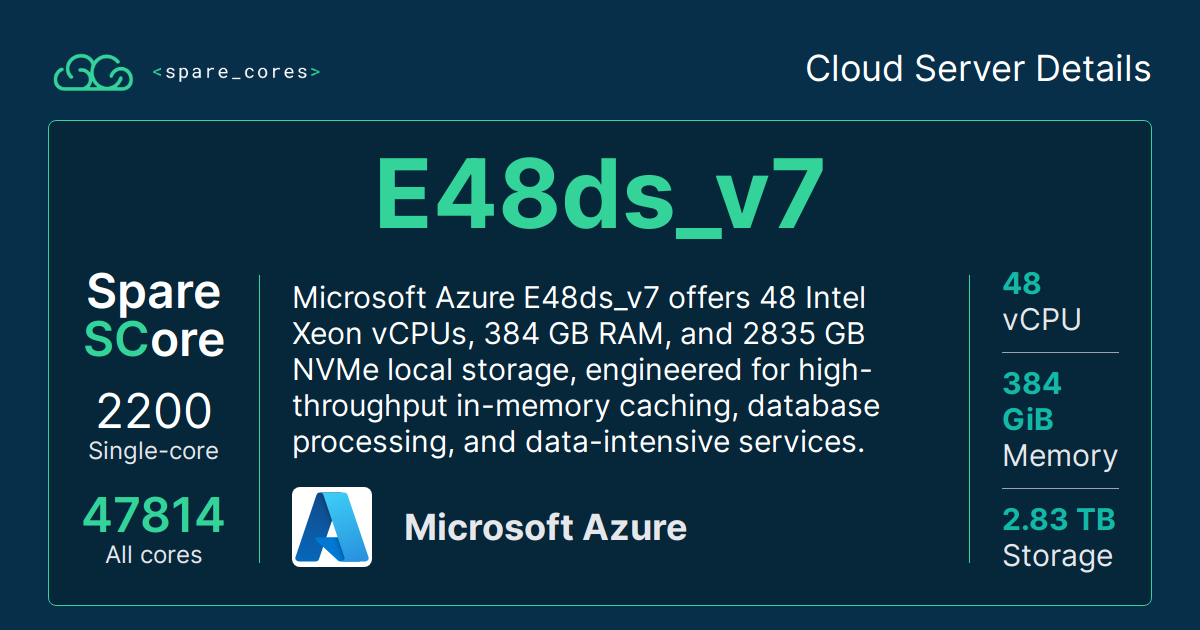 <spare_cores>
Cloud Server Details
E48ds_v7
Spare
SCore
2200
Single-core
47814
All cores
Microsoft Azure E48ds_v7 offers 48 Intel
Xeon vCPUs, 384 GB RAM, and 2835 GB
NVMe local storage, engineered for high-
throughput in-memory caching, database
processing, and data-intensive services.
Microsoft Azure
48
vCPU
384
GiB
Memory
2.83 TB
Storage